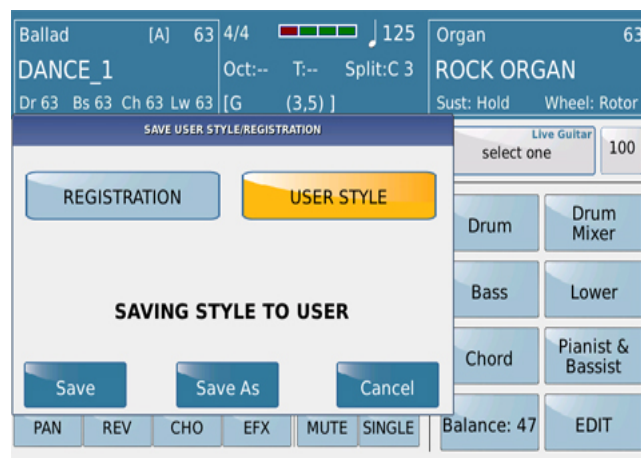 Ballad [A] 63
DANCE_1
Dr 63 Bs 63 Ch 63 Lw 63
4/4 125
Oct:-- T:-- Split:C 3
[G (3,5) ]
Organ 63
ROCK ORGAN
Sust: Hold Wheel: Rotor
SAVE USER STYLE/REGISTRATION
REGISTRATION
USER STYLE
SAVING STYLE TO USER
Save
Save As
Cancel
Live Guitar
select one
100
Drum
Drum
Mixer
Bass
Lower
Chord
Pianist &
Bassist
Balance: 47
EDIT
PAN
REV
CHO
EFX
MUTE
SINGLE